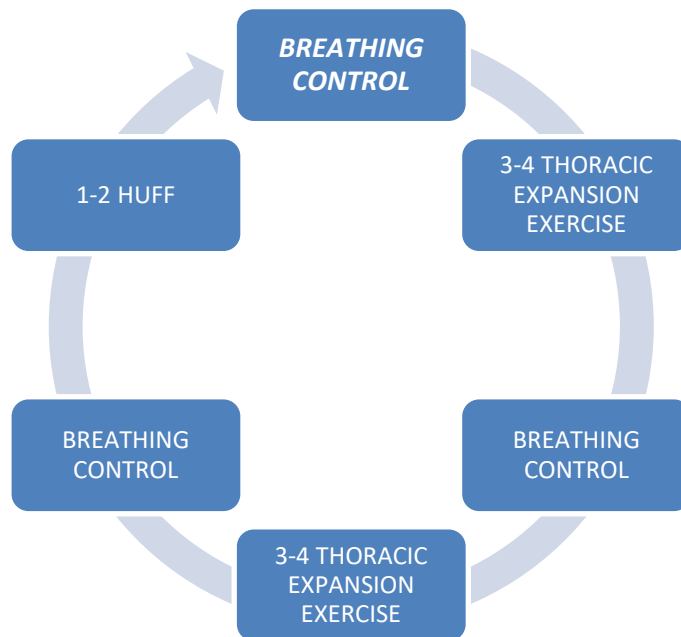 BREATHING
CONTROL
3-4 THORACIC
EXPANSION
EXERCISE
BREATHING
CONTROL
3-4 THORACIC
EXPANSION
EXERCISE
BREATHING
CONTROL
1-2 HUFF